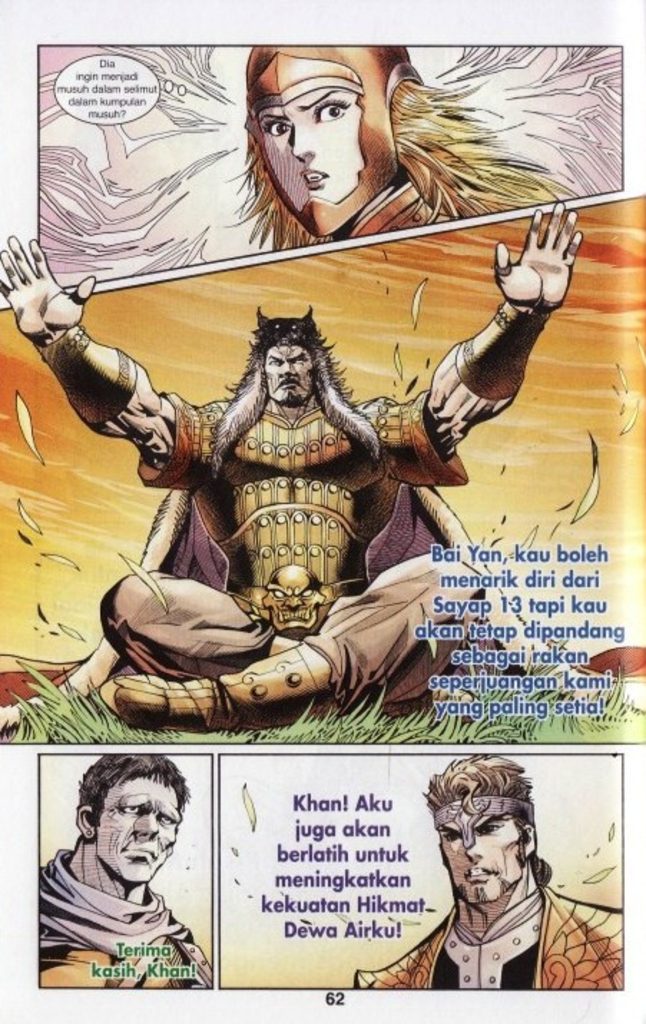 Dia
ingin menjadi
musuh dalam selimut
dalam kumpulan
musuh?
Bai Yan, kau boleh
menarik diri dari
Sayap 13 tapi kau
akan tetap dipandang
sebagai rakan
seperjuangan kami
yang paling setia!
Terima
kasih, Khan!
Khan! Aku
juga akan
berlatih untuk
meningkatkan
kekuatan Hikmat
Dewa Airku!
62